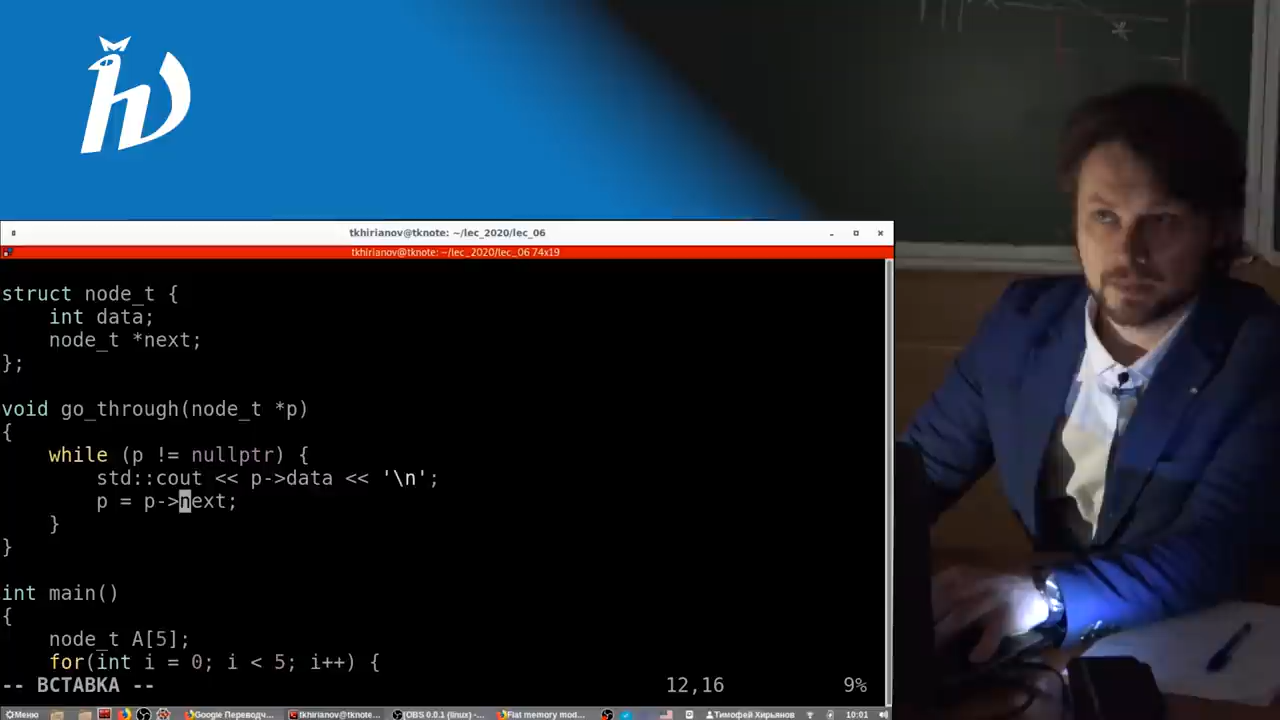 tkhirianov@tknote: ~/lec_2020/lec_06
tkhirianov@tknote: ~/lec_2020/lec_06 74x19
struct node_t {
int data;
node_t *next;
};
void go_through(node_t *p)
{
while (p != nullptr) {
std::cout << p->data << '\n';
p = p->next;
}
}
int main()
{
node_t A[5];
for(int i = 0; i < 5; i++) {
-- ВСТАВКА --
12,16
9%
Меню
Google Переводч...
tkhirianov@tknote...
[OBS 0.0.1 (linux) -...
Flat memory mod...
Тимофей Хирьянов
10:01